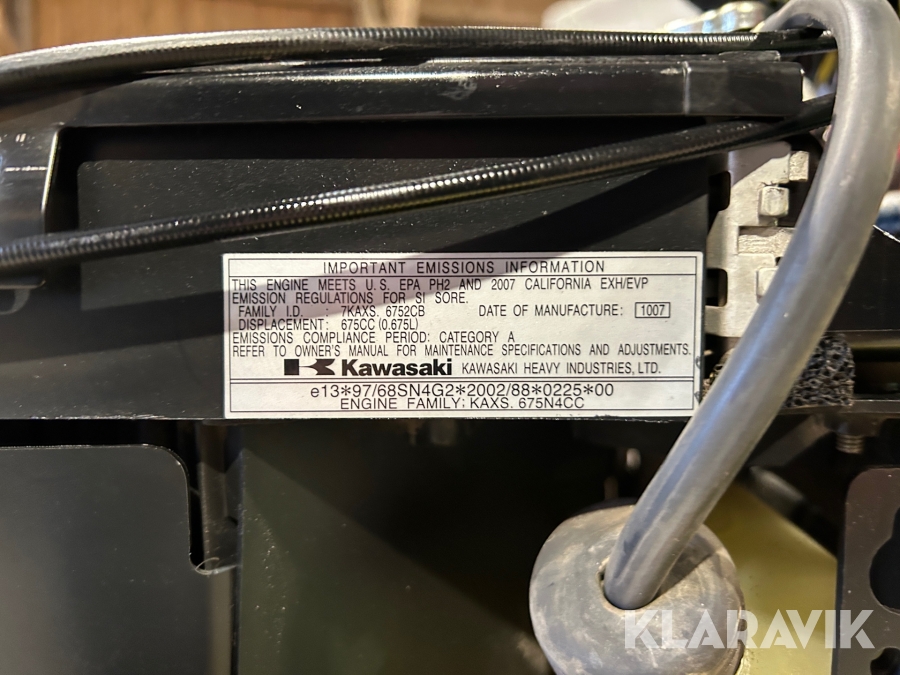 IMPORTANT EMISSIONS INFORMATION
THIS ENGINE MEETS U.S. EPA PH2 AND 2007 CALIFORNIA EXH/EVP
EMISSION REGULATIONS FOR SI SORE.
FAMILY I.D. : 7KAXS. 6752CB DATE OF MANUFACTURE: 1007
DISPLACEMENT: 675CC (0.675L)
EMISSIONS COMPLIANCE PERIOD: CATEGORY A
REFER TO OWNER'S MANUAL FOR MAINTENANCE SPECIFICATIONS AND ADJUSTMENTS.
Kawasaki KAWASAKI HEAVY INDUSTRIES, LTD.
e13*97/68SN4G2*2002/88*0225*00
ENGINE FAMILY: KAXS. 675N4CC
KLARAVIK